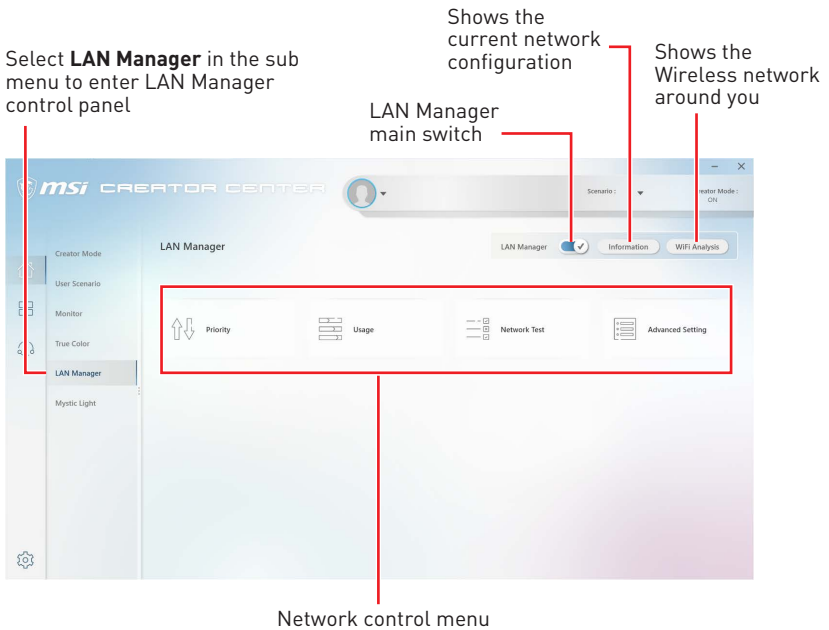 Shows the
current network
configuration
Shows the
Wireless network
around you
Select LAN Manager in the sub
menu to enter LAN Manager
control panel
LAN Manager
main switch
msi CREATOR CENTER
Scenario :
eator Mode :
ON
LAN Manager
LAN Manager
Information
WiFi Analysis
Creator Mode
User Scenario
Monitor
True Color
LAN Manager
Mystic Light
Priority
Usage
Network Test
Advanced Setting
Network control menu